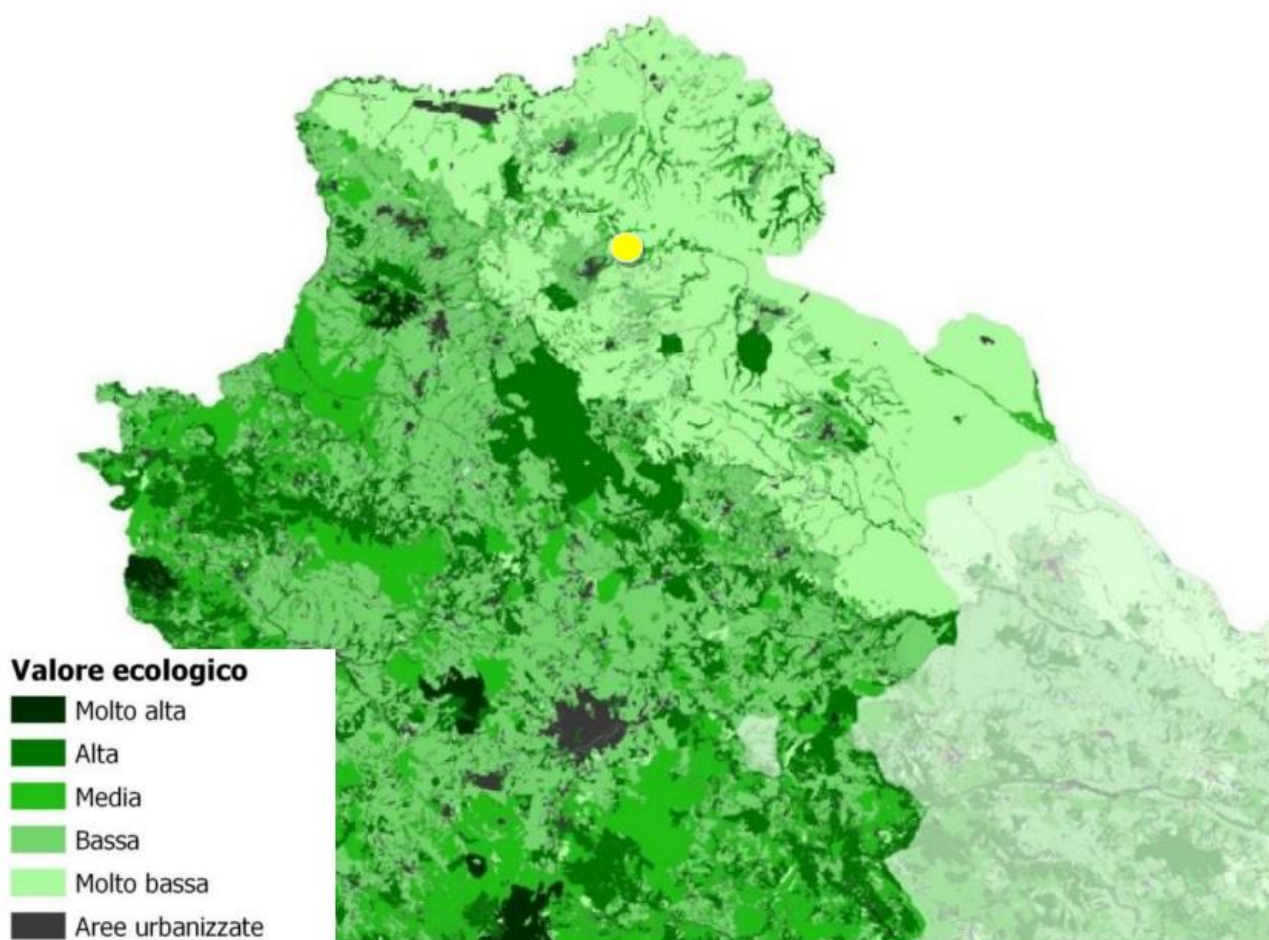 Valore ecologico
Molto alta
Alta
Media
Bassa
Molto bassa
Aree urbanizzate